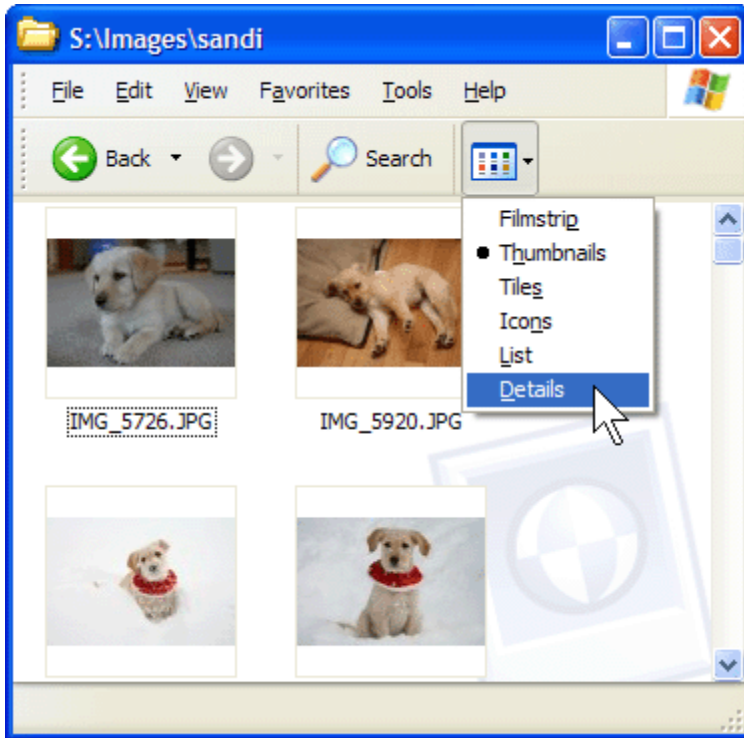 S:\Images\sandi
File Edit View Favorites Tools Help
Back Search
Filmstrip
Thumbnails
Tiles
Icons
List
Details
IMG_5726.JPG IMG_5920.JPG